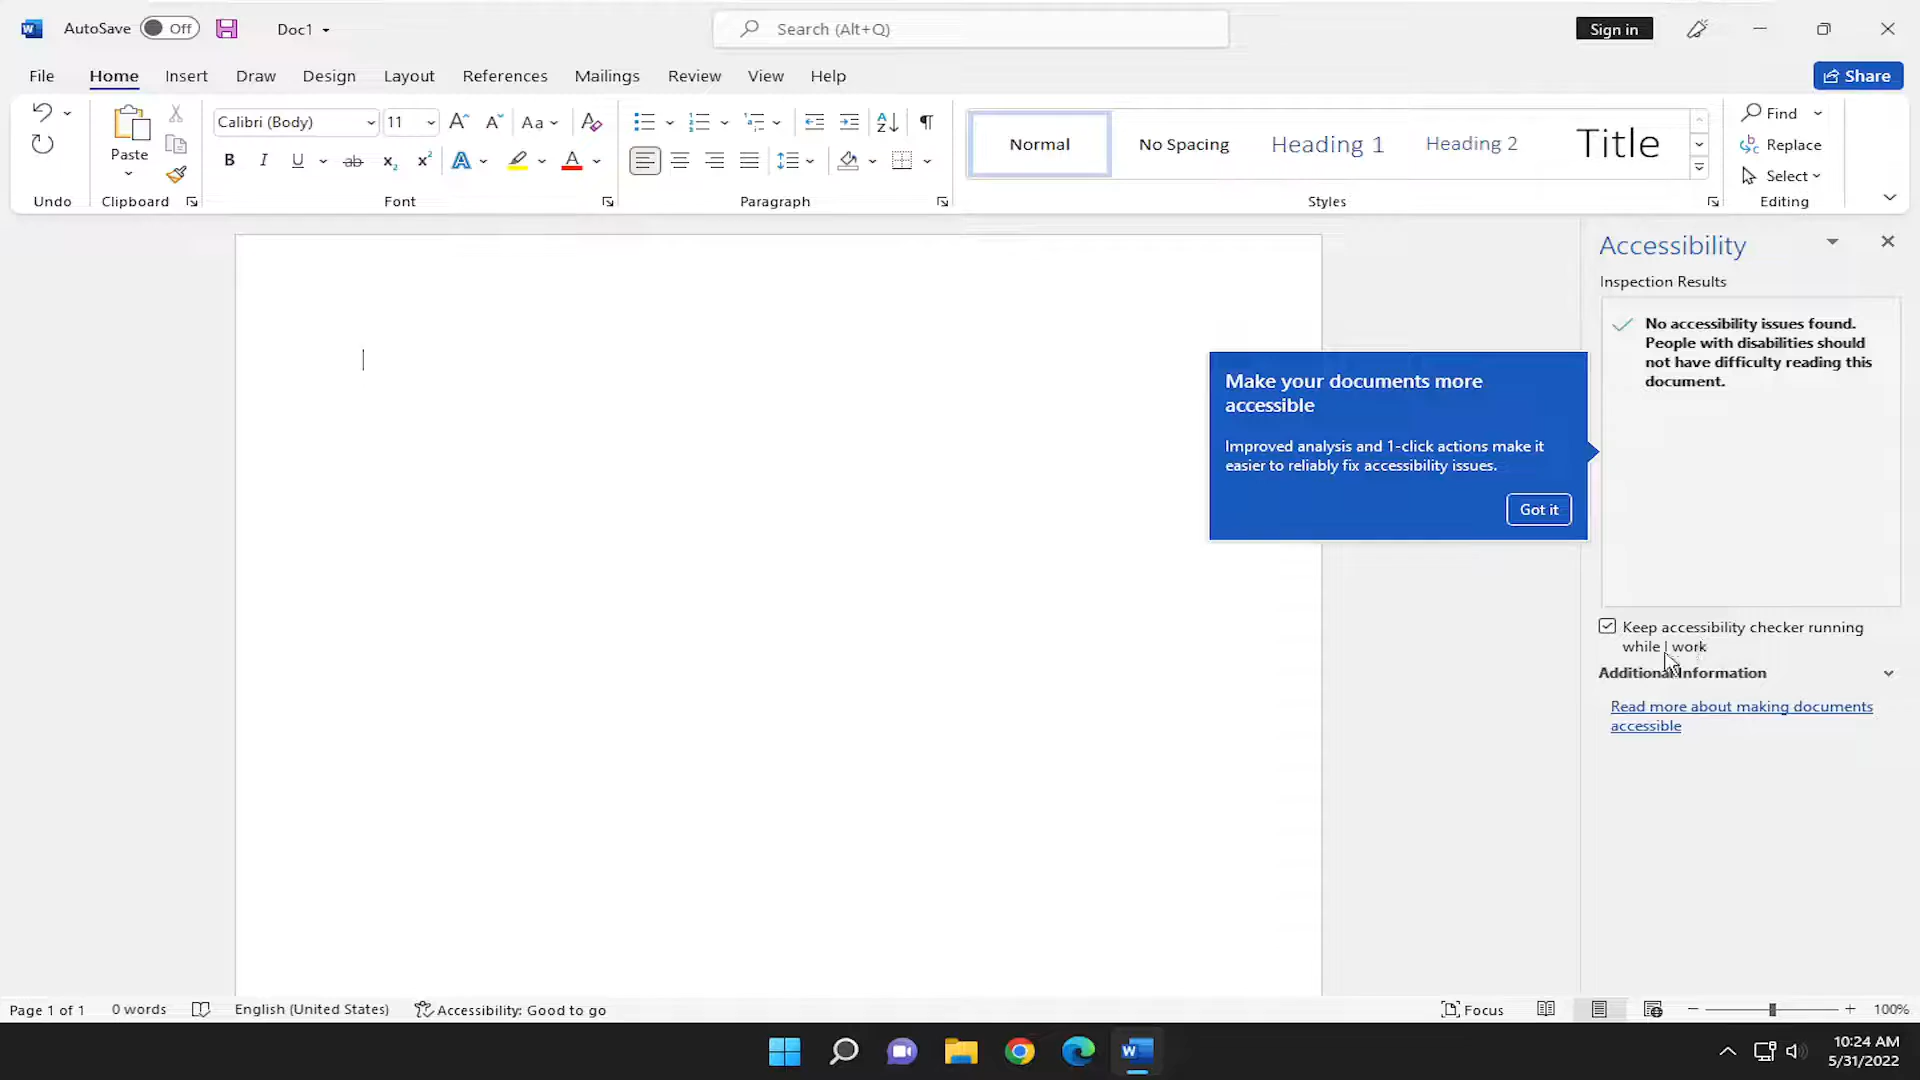 AutoSave Off Doc1 Search (Alt+Q) Sign in
File Home Insert Draw Design Layout References Mailings Review View Help Share
Paste
Calibri (Body) 11 Aa
B I U ab x₂ x² A A
Normal No Spacing Heading 1 Heading 2 Title
Find
Replace
Select
Undo Clipboard Font Paragraph Styles Editing
Accessibility
Inspection Results
No accessibility issues found.
People with disabilities should
not have difficulty reading this
document.
Make your documents more
accessible
Improved analysis and 1-click actions make it
easier to reliably fix accessibility issues.
Got it
Keep accessibility checker running
while I work
Additional Information
Read more about making documents
accessible
Page 1 of 1 0 words English (United States) Accessibility: Good to go Focus 100%
10:24 AM
5/31/2022